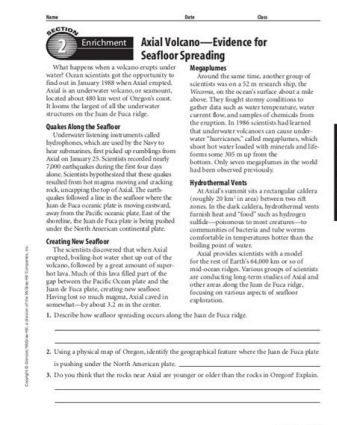 Name Date Class
SECTION
2
Enrichment
Axial Volcano—Evidence for
Seafloor Spreading
What happens when a volcano erupts under
water? Ocean scientists got the opportunity to
find out in January 1988 when Axial erupted.
Axial is an underwater volcano, or seamount,
located about 480 km west of Oregon's coast.
It looms the largest of all the underwater
structures on the Juan de Fuca ridge.
Quakes Along the Seafloor
Underwater listening instruments called
hydrophones, which are used by the Navy to
hear submarines, first picked up rumblings from
Axial on January 25. Scientists recorded nearly
7,000 earthquakes during the first four days
alone. Scientists hypothesized that these quakes
resulted from hot magma moving and cracking
rock, uncapping the top of Axial. The earth-
quakes followed a line in the seafloor where the
Juan de Fuca oceanic plate is moving eastward,
away from the Pacific oceanic plate. East of the
shoreline, the Juan de Fuca plate is being pushed
under the North American continental plate.
Creating New Seafloor
The scientists discovered that when Axial
erupted, boiling-hot water shot up out of the
volcano, followed by a great amount of super-
hot lava. Much of this lava filled part of the
gap between the Pacific Ocean plate and the
Juan de Fuca plate, creating new seafloor.
Having lost so much magma, Axial caved in
somewhat—by about 3.2 m in the center.
Megaplumes
Around the same time, another group of
scientists was on a 52 m research ship, the
Wecoma, on the ocean's surface about a mile
above. They fought stormy conditions to
gather data such as water temperature, water
current flow, and samples of chemicals from
the eruption. In 1986 scientists had learned
that underwater volcanoes can cause under-
water "hurricanes," called megaplumes, which
shoot hot water loaded with minerals and life-
forms some 305 m up from the
bottom. Only seven megaplumes in the world
had been observed previously.
Hydrothermal Vents
At Axial's summit sits a rectangular caldera
(roughly 20 km² in area) between two rift
zones. In the dark caldera, hydrothermal vents
furnish heat and "food" such as hydrogen
sulfide—poisonous to most creatures—to
communities of bacteria and tube worms
comfortable in temperatures hotter than the
boiling point of water.
Axial provides scientists with a model
for the rest of Earth's 64,000 km or so of
mid-ocean ridges. Various groups of scientists
are conducting long-term studies of Axial and
other areas along the Juan de Fuca ridge,
focusing on various aspects of seafloor
exploration.
1. Describe how seafloor spreading occurs along the Juan de Fuca ridge.
2. Using a physical map of Oregon, identify the geographical feature where the Juan de Fuca plate
is pushing under the North American plate.
3. Do you think that the rocks near Axial are younger or older than the rocks in Oregon? Explain.
Copyright © Glencoe/McGraw-Hill, a division of the McGraw-Hill Companies, Inc.